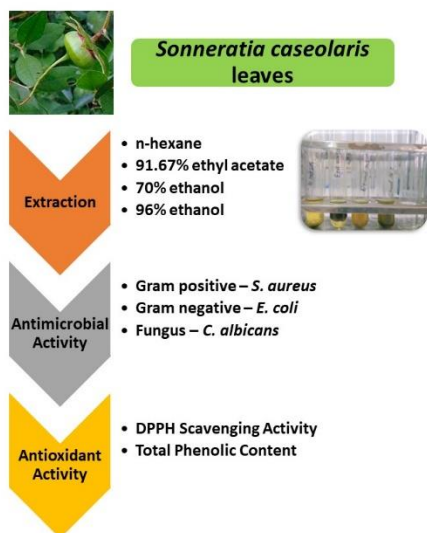 Sonneratia caseolaris
leaves
Extraction
• n-hexane
• 91.67% ethyl acetate
• 70% ethanol
• 96% ethanol
Antimicrobial
Activity
• Gram positive – S. aureus
• Gram negative – E. coli
• Fungus – C. albicans
Antioxidant
Activity
• DPPH Scavenging Activity
• Total Phenolic Content